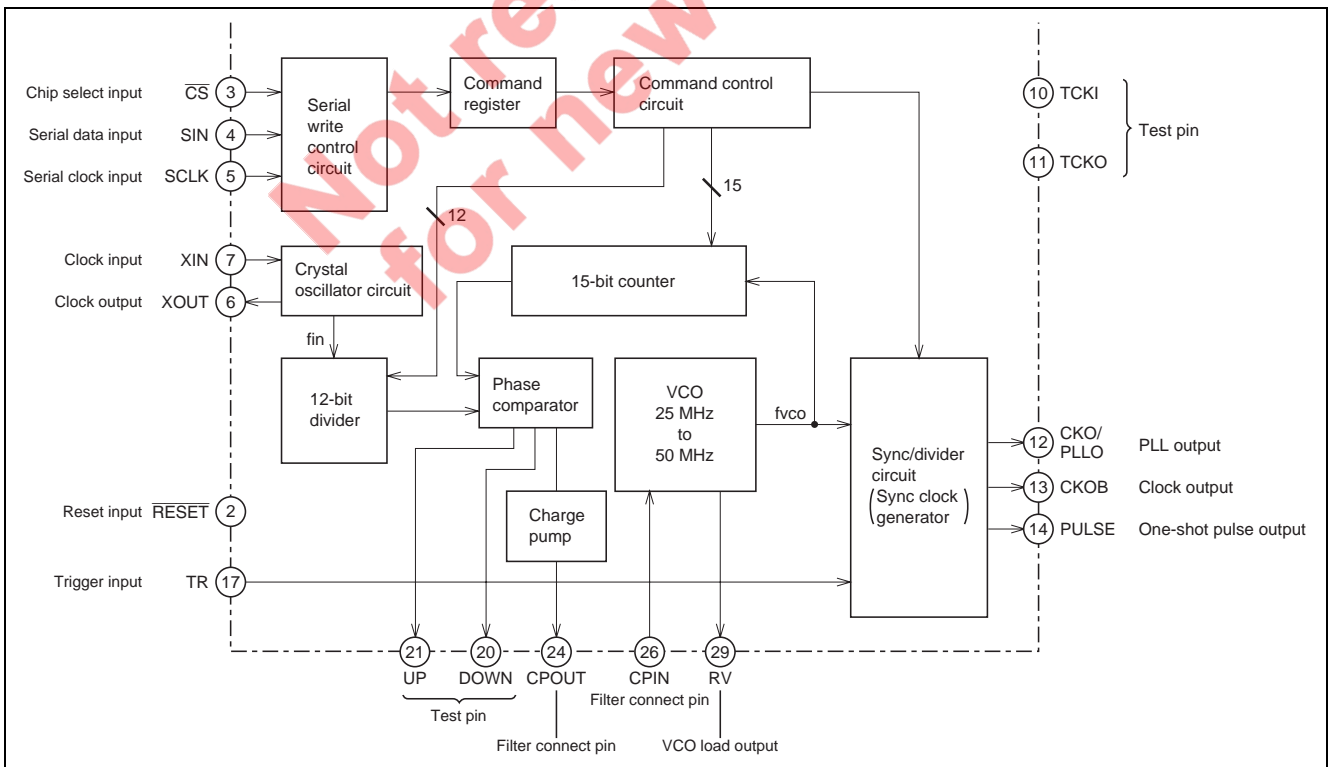 Not re
for new
Chip select input CS 3
Serial data input SIN 4
Serial clock input SCLK 5
Serial
write
control
circuit
Command
register
Command control
circuit
10 TCKI
11 TCKO
Test pin
12
15
Clock input XIN 7
Clock output XOUT 6
Crystal
oscillator circuit
15-bit counter
fin
12-bit
divider
Phase
comparator
VCO
25 MHz
to
50 MHz
fvco
Sync/divider
circuit
(Sync clock
generator)
12 CKO/
PLLO PLL output
13 CKOB Clock output
14 PULSE One-shot pulse output
Reset input RESET 2
Charge
pump
Trigger input TR 17
21 20 24 26 29
UP DOWN CPOUT CPIN RV
Test pin
Filter connect pin
Filter connect pin
VCO load output